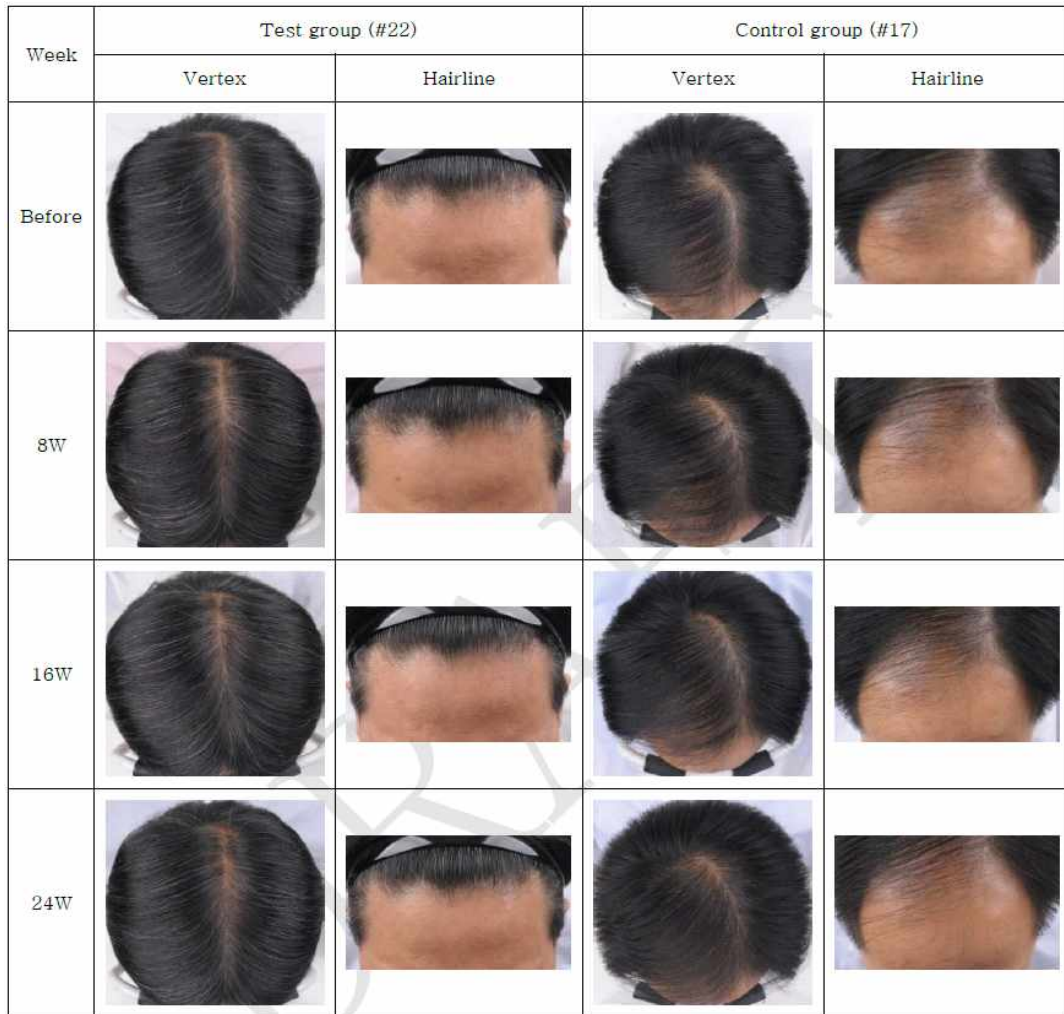 Week
Test group (#22)
Control group (#17)
Vertex
Hairline
Vertex
Hairline
Before
8W
16W
24W